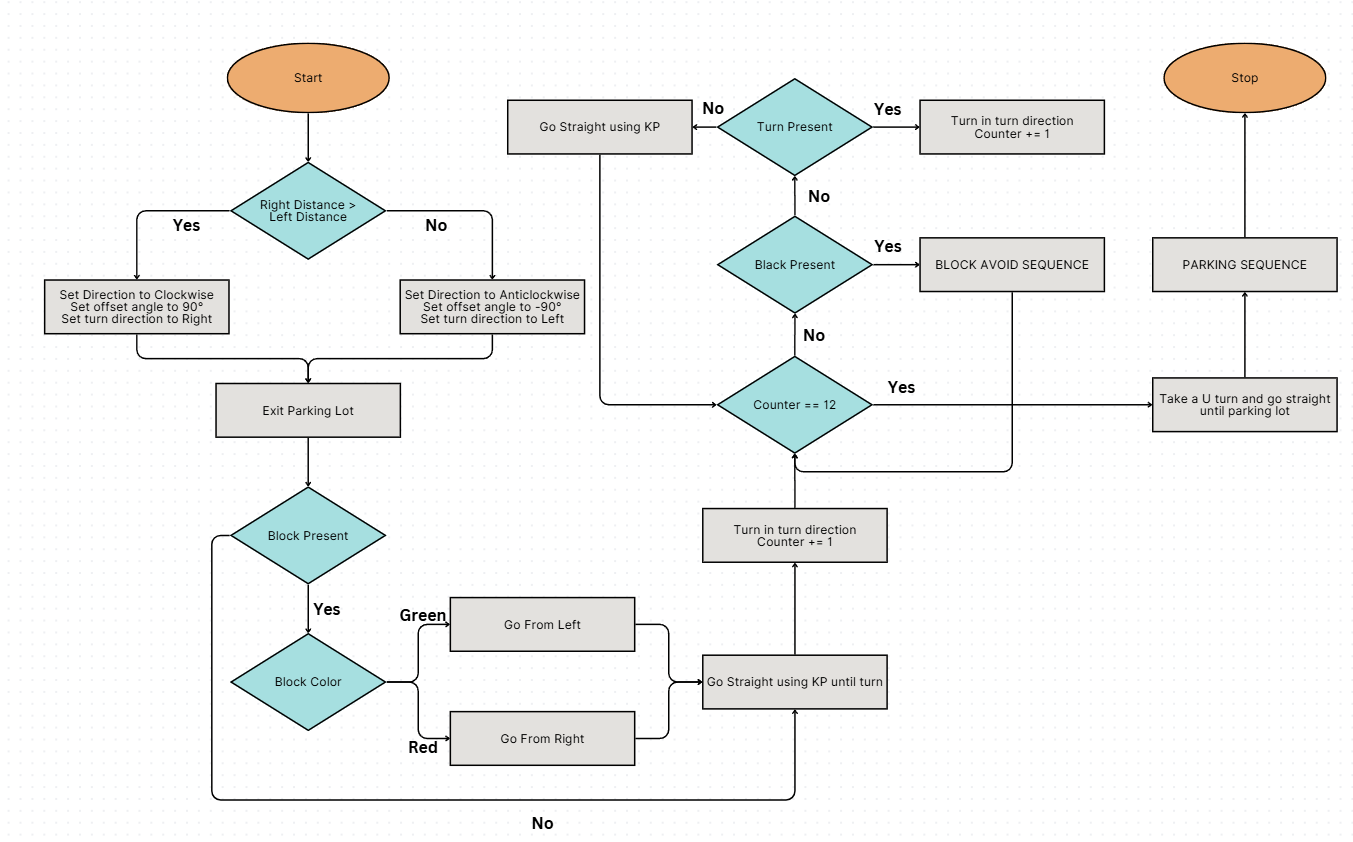 Start
Right Distance >
Left Distance
Yes
No
Set Direction to Clockwise
Set offset angle to 90°
Set turn direction to Right
Set Direction to Anticlockwise
Set offset angle to -90°
Set turn direction to Left
Exit Parking Lot
Block Present
Yes
Block Color
Green
Go From Left
Red
Go From Right
No
Go Straight using KP until turn
Turn in turn direction
Counter += 1
Counter == 12
Yes
No
Black Present
Yes
BLOCK AVOID SEQUENCE
No
Turn Present
No
Go Straight using KP
Yes
Turn in turn direction
Counter += 1
Take a U turn and go straight
until parking lot
PARKING SEQUENCE
Stop